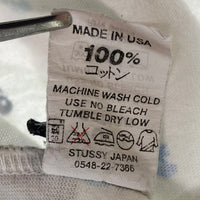 MADE IN USA
100%
コットン
MACHINE WASH COLD
USE NO BLEACH
TUMBLE DRY LOW
STUSSY JAPAN
0548-22-7366